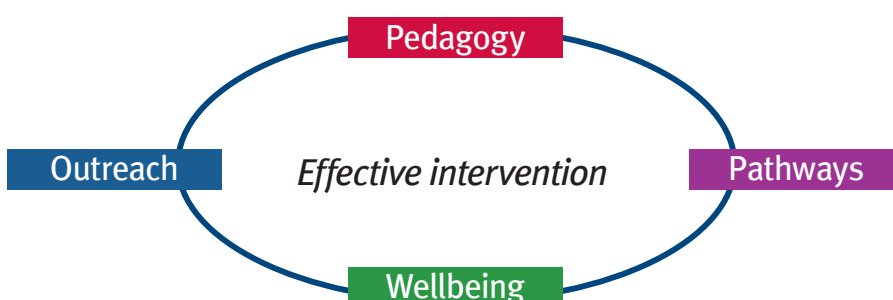 Pedagogy
Outreach
Effective intervention
Pathways
Wellbeing